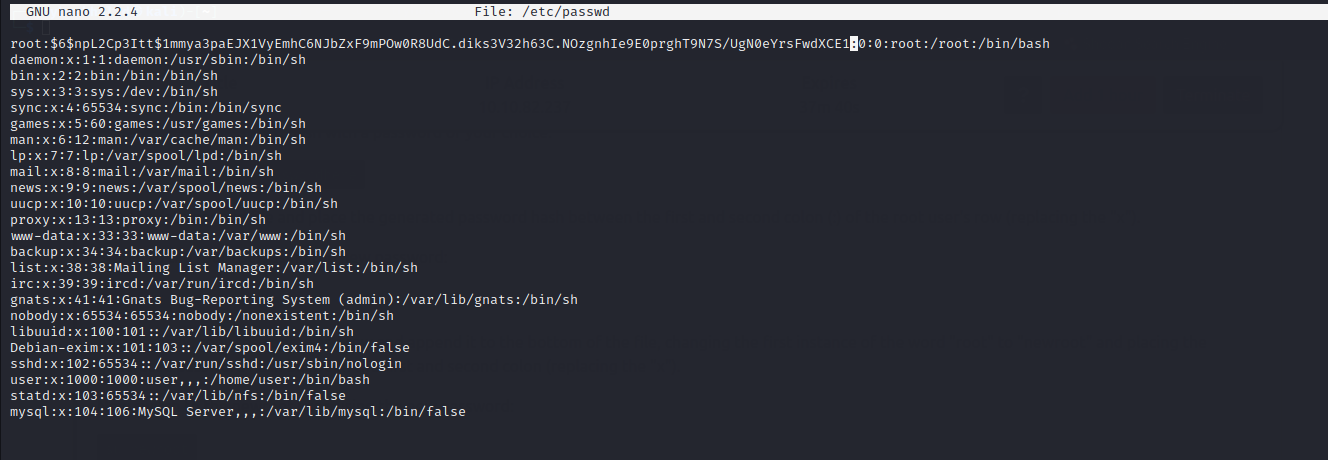 GNU nano 2.2.4 File: /etc/passwd
root:$6$npL2Cp3Itt$1mmya3paEJX1VyEmhC6NJbZxF9mPOw0R8UdC.diks3V32h63C.NOzgnhIe9E0prghT9N7S/UgN0eYrsFwdXCE1:0:0:root:/root:/bin/bash
daemon:x:1:1:daemon:/usr/sbin:/bin/sh
bin:x:2:2:bin:/bin:/bin/sh
sys:x:3:3:sys:/dev:/bin/sh
sync:x:4:65534:sync:/bin:/bin/sync
games:x:5:60:games:/usr/games:/bin/sh
man:x:6:12:man:/var/cache/man:/bin/sh
lp:x:7:7:lp:/var/spool/lpd:/bin/sh
mail:x:8:8:mail:/var/mail:/bin/sh
news:x:9:9:news:/var/spool/news:/bin/sh
uucp:x:10:10:uucp:/var/spool/uucp:/bin/sh
proxy:x:13:13:proxy:/bin:/bin/sh
www-data:x:33:33:www-data:/var/www:/bin/sh
backup:x:34:34:backup:/var/backups:/bin/sh
list:x:38:38:Mailing List Manager:/var/list:/bin/sh
irc:x:39:39:ircd:/var/run/ircd:/bin/sh
gnats:x:41:41:Gnats Bug-Reporting System (admin):/var/lib/gnats:/bin/sh
nobody:x:65534:65534:nobody:/nonexistent:/bin/sh
libuuid:x:100:101::/var/lib/libuuid:/bin/sh
Debian-exim:x:101:103::/var/spool/exim4:/bin/false
sshd:x:102:65534::/var/run/sshd:/usr/sbin/nologin
user:x:1000:1000:user,,,:/home/user:/bin/bash
statd:x:103:65534::/var/lib/nfs:/bin/false
mysql:x:104:106:MySQL Server,,,:/var/lib/mysql:/bin/false